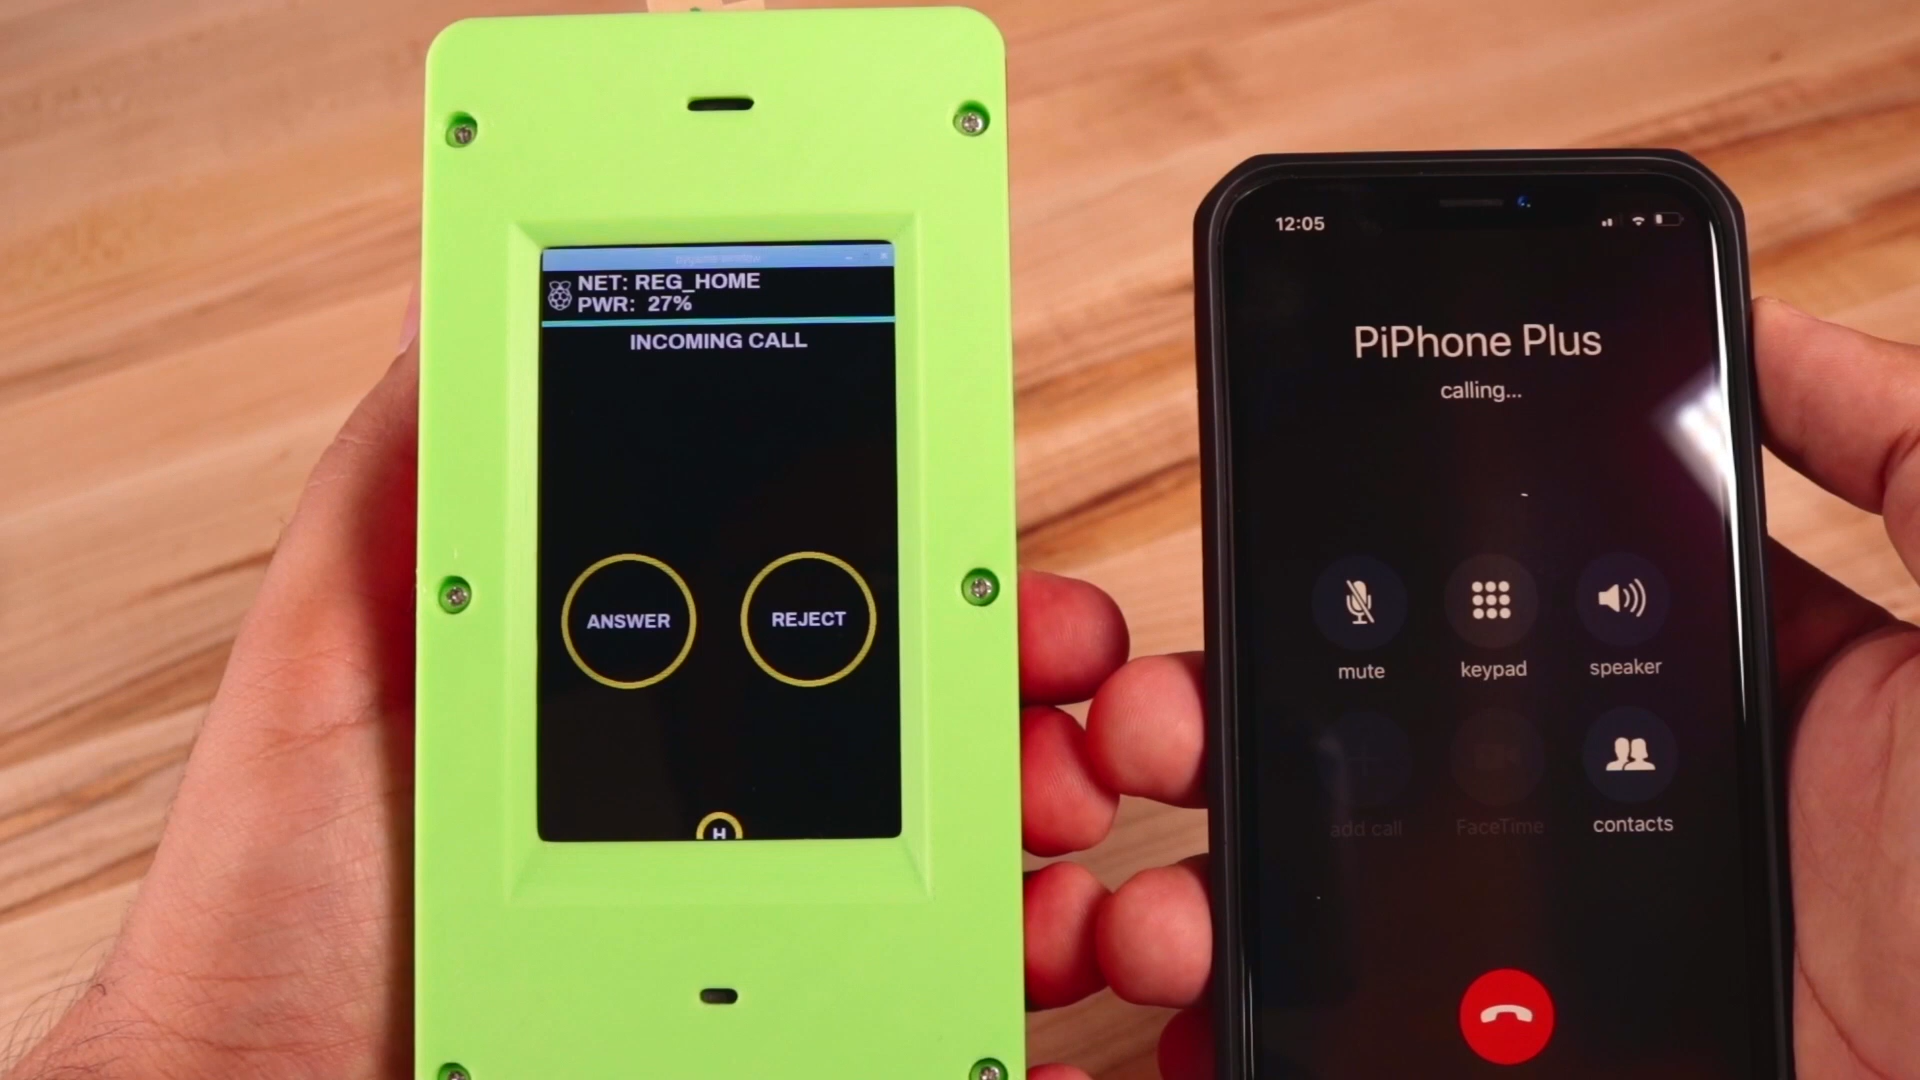 NET: REG_HOME
PWR: 27%
INCOMING CALL
ANSWER
REJECT
H
12:05
PiPhone Plus
calling...
mute
keypad
speaker
add call
FaceTime
contacts